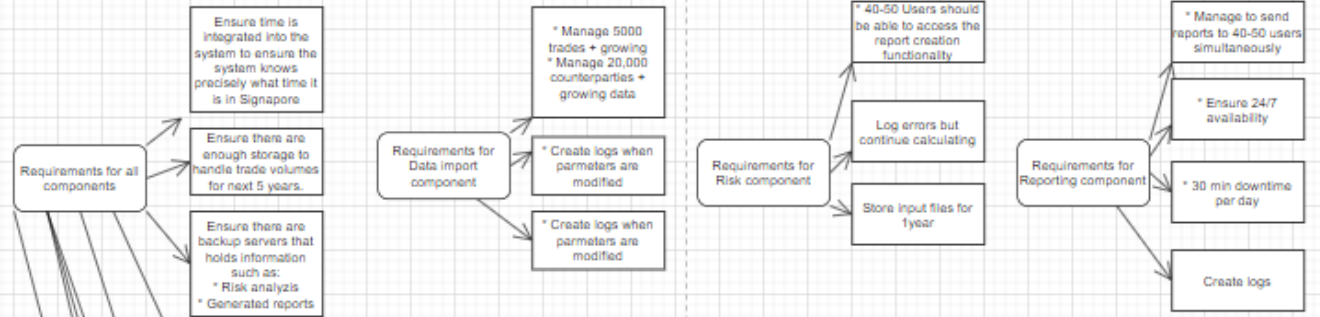 Requirements for all
components
Ensure time is
integrated into the
system to ensure the
system knows
precisely what time it
is in Signapore
Ensure there are
enough storage to
handle trade volumes
for next 5 years.
Ensure there are
backup servers that
holds information
such as:
* Risk analyzis
* Generated reports
Requirements for
Data import
component
* Manage 5000
trades + growing
* Manage 20,000
counterparties +
growing data
* Create logs when
parmeters are
modified
* Create logs when
parmeters are
modified
Requirements for
Risk component
* 40-50 Users should
be able to access the
report creation
functionality
Log errors but
continue calculating
Store input files for
1year
Requirements for
Reporting component
* Manage to send
reports to 40-50 users
simultaneously
* Ensure 24/7
availability
* 30 min downtime
per day
Create logs